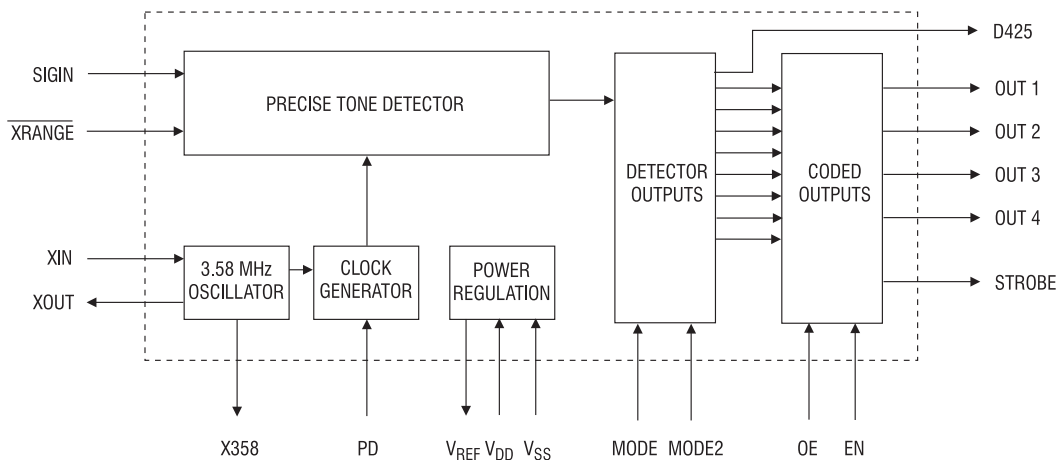 D425
SIGIN
PRECISE TONE DETECTOR
OUT 1
XRANGE
OUT 2
DETECTOR
OUTPUTS
CODED
OUTPUTS
OUT 3
OUT 4
XIN
3.58 MHz
OSCILLATOR
CLOCK
GENERATOR
POWER
REGULATION
STROBE
XOUT
X358
PD
VREF
VDD
VSS
MODE
MODE2
OE
EN